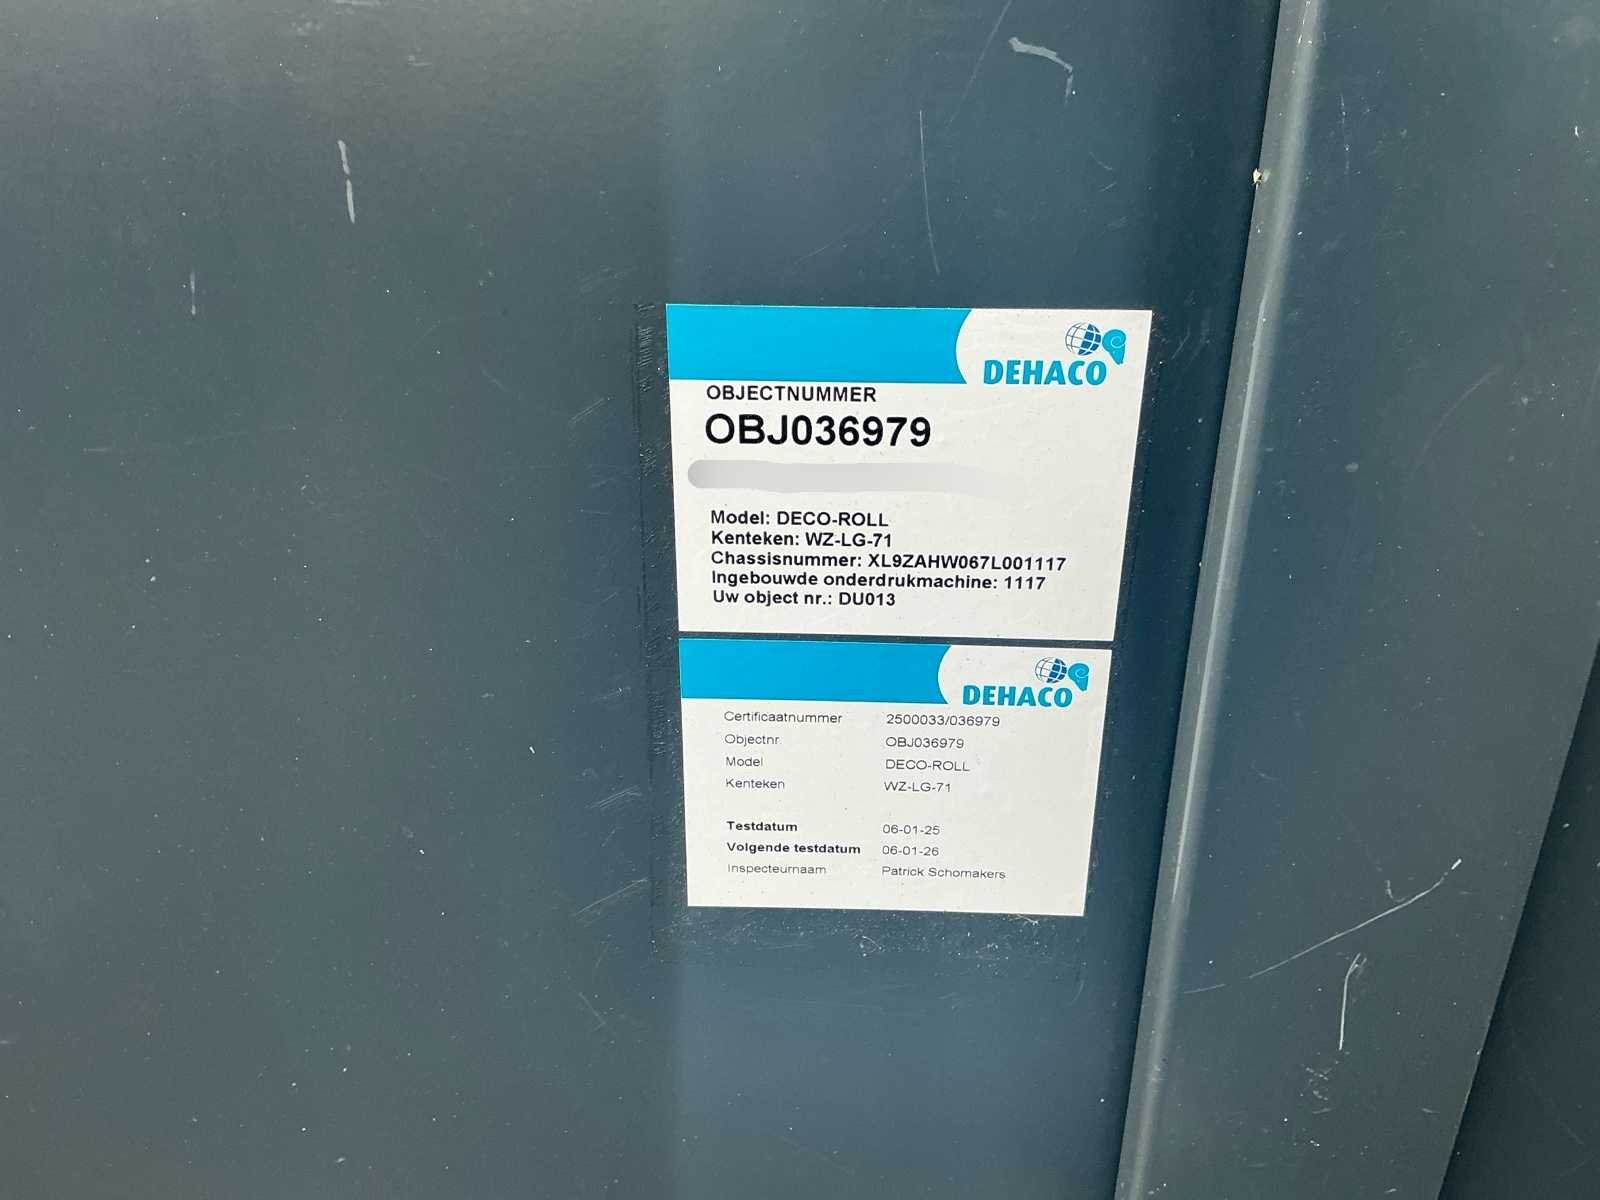 DEHACO
OBJECTNUMMER
OBJ036979
Model: DECO-ROLL
Kenteken: WZ-LG-71
Chassisnummer: XL9ZAHW067L001117
Ingebouwde onderdrukmachine: 1117
Uw object nr.: DU013
DEHACO
Certificaatnummer 2500033/036979
Objectnr. OBJ036979
Model DECO-ROLL
Kenteken WZ-LG-71
Testdatum 06-01-25
Volgende testdatum 06-01-26
Inspecteurnaam Patrick Schomakers